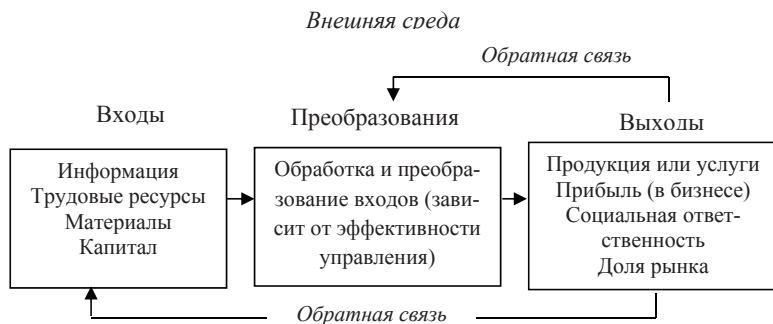 Внешняя среда
Обратная связь
Входы
Преобразования
Выходы
Информация
Трудовые ресурсы
Материалы
Капитал
Обработка и преобра-
зование входов (зави-
сит от эффективности
управления)
Продукция или услуги
Прибыль (в бизнесе)
Социальная ответ-
ственность
Доля рынка
Обратная связь